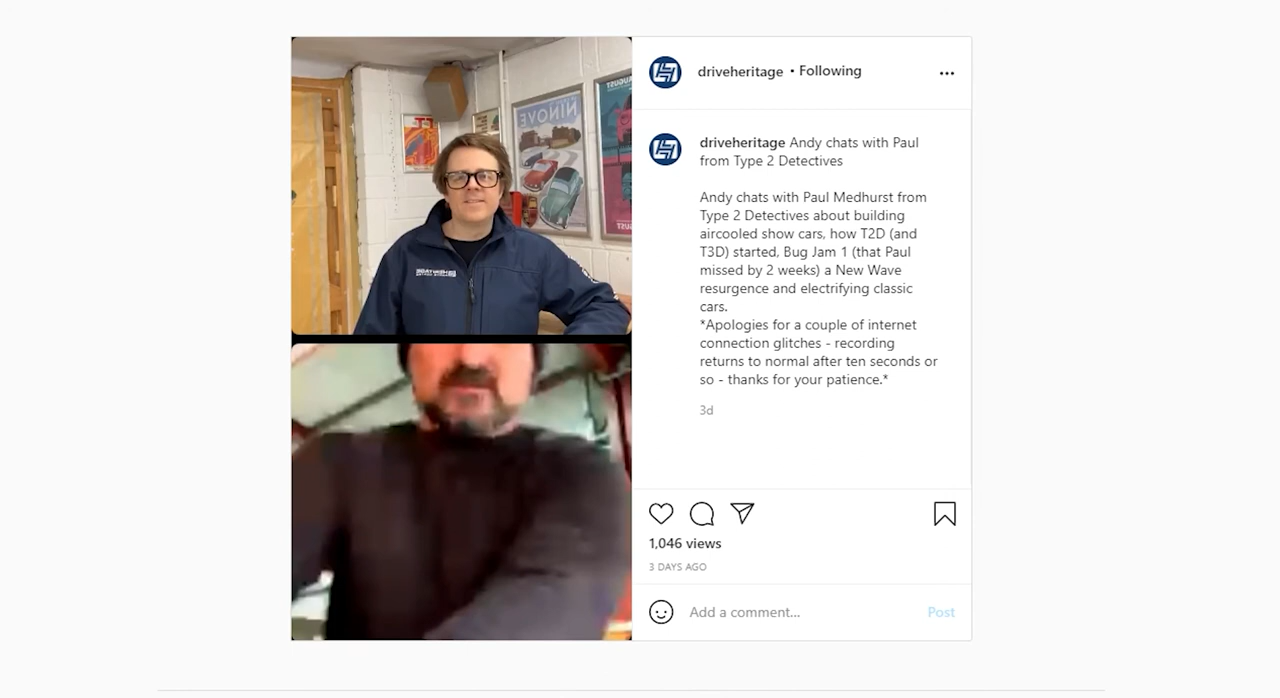 NINOVE
AUGUST
driveheritage • Following
driveheritage Andy chats with Paul
from Type 2 Detectives
Andy chats with Paul Medhurst from
Type 2 Detectives about building
aircooled show cars, how T2D (and
T3D) started, Bug Jam 1 (that Paul
missed by 2 weeks) a New Wave
resurgence and electrifying classic
cars.
*Apologies for a couple of internet
connection glitches - recording
returns to normal after ten seconds or
so - thanks for your patience.*
3d
1,046 views
3 DAYS AGO
Add a comment...
Post